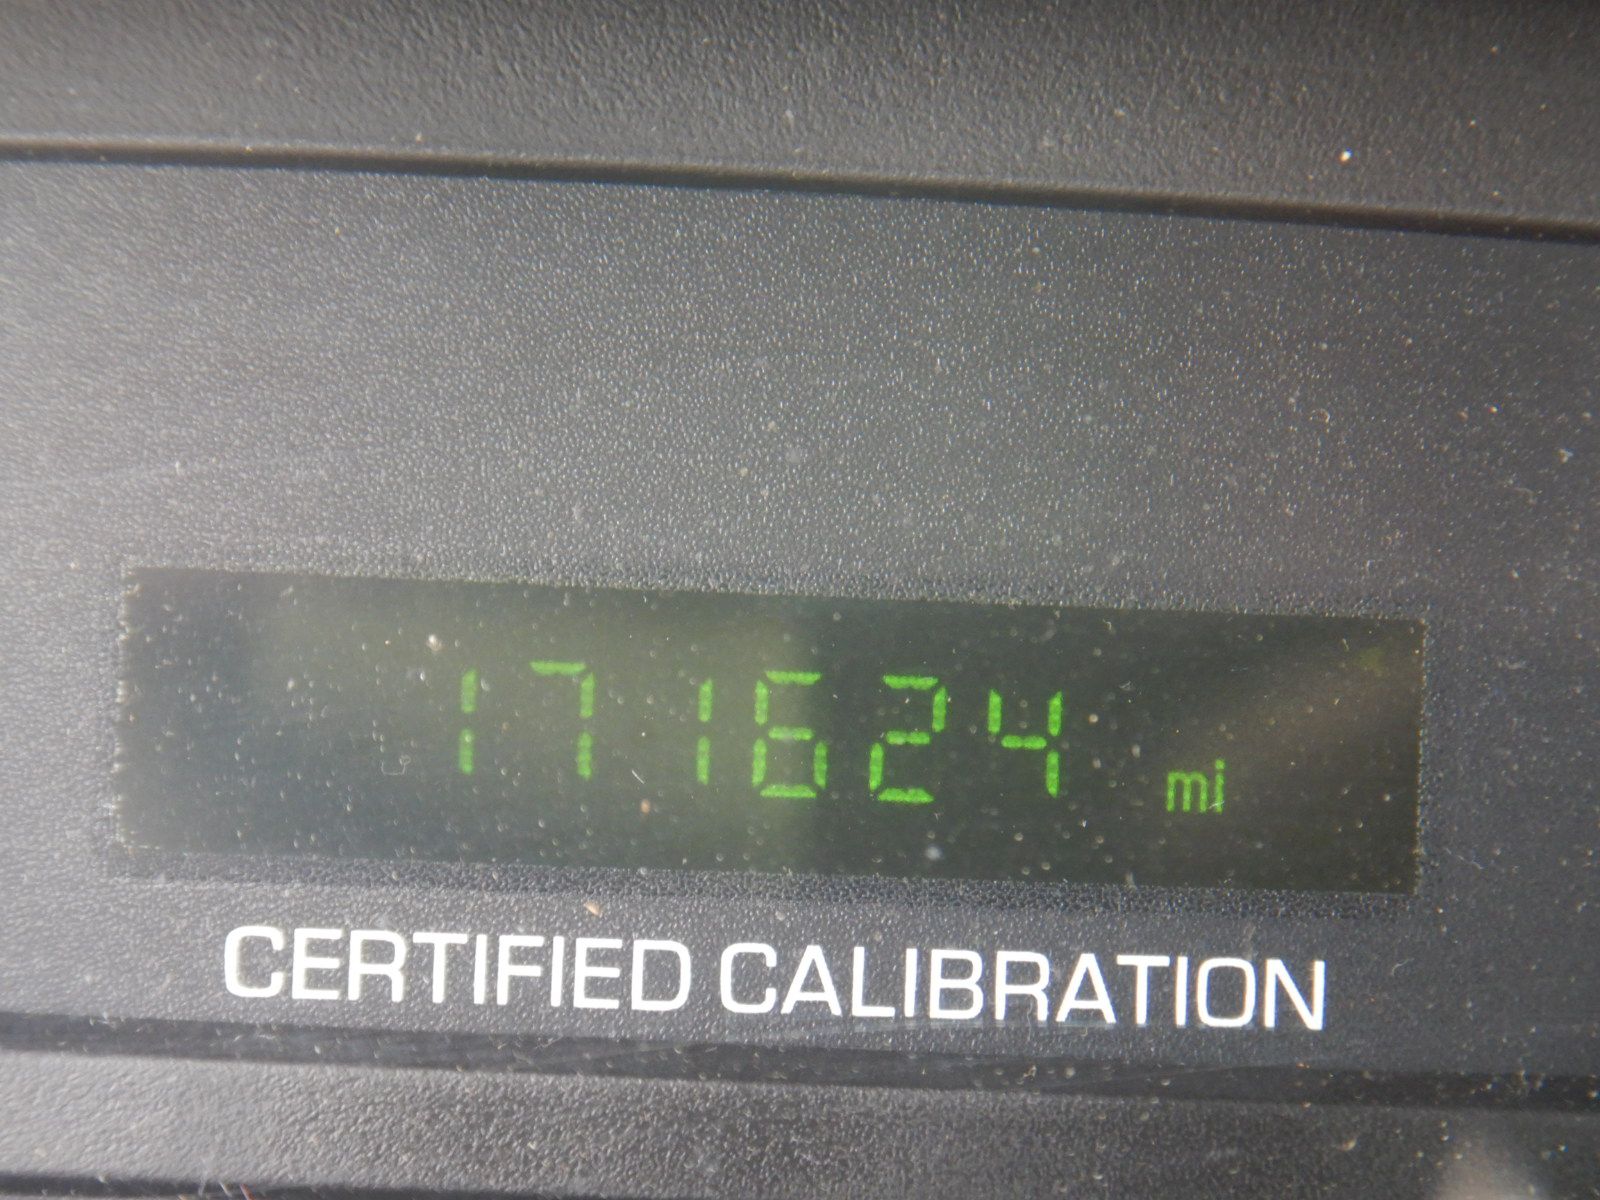 171624 mi
CERTIFIED CALIBRATION